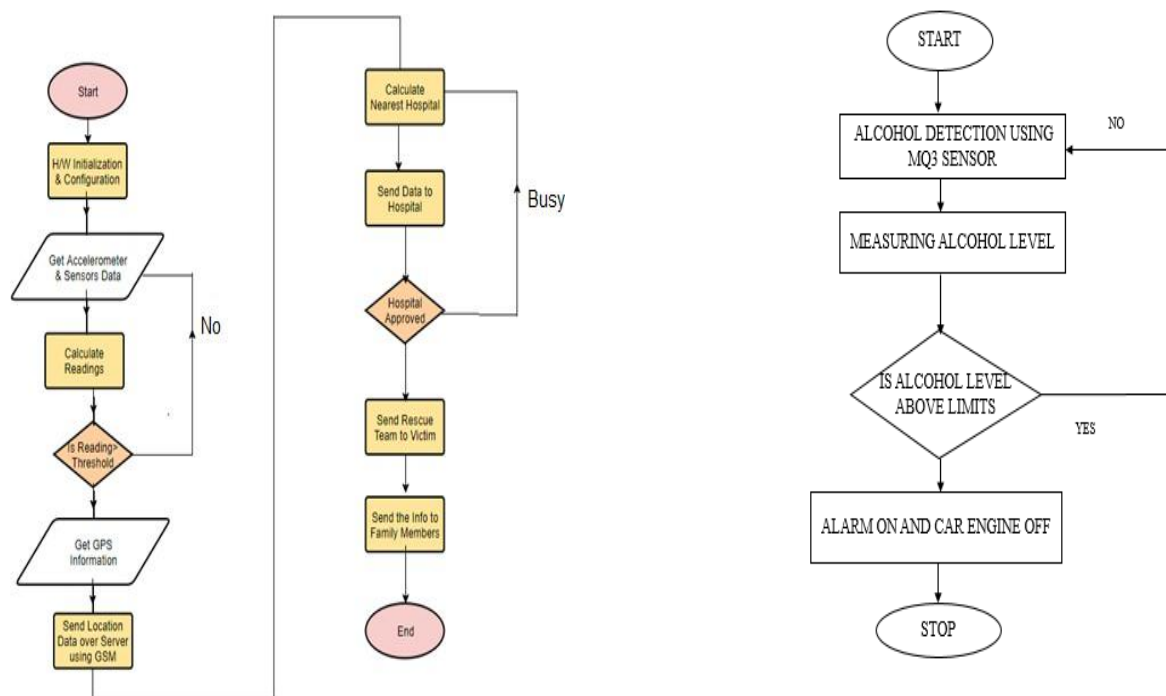 Start
H/W Initialization
& Configuration
Get Accelerometer
& Sensors Data
No
Calculate
Readings
Is Reading>
Threshold
Get GPS
Information
Send Location
Data over Server
using GSM
Calculate
Nearest Hospital
Send Data to
Hospital
Busy
Hospital
Approved
Send Rescue
Team to Victim
Send the Info to
Family Members
End
START
ALCOHOL DETECTION USING
MQ3 SENSOR
NO
MEASURING ALCOHOL LEVEL
IS ALCOHOL LEVEL
ABOVE LIMITS
YES
ALARM ON AND CAR ENGINE OFF
STOP